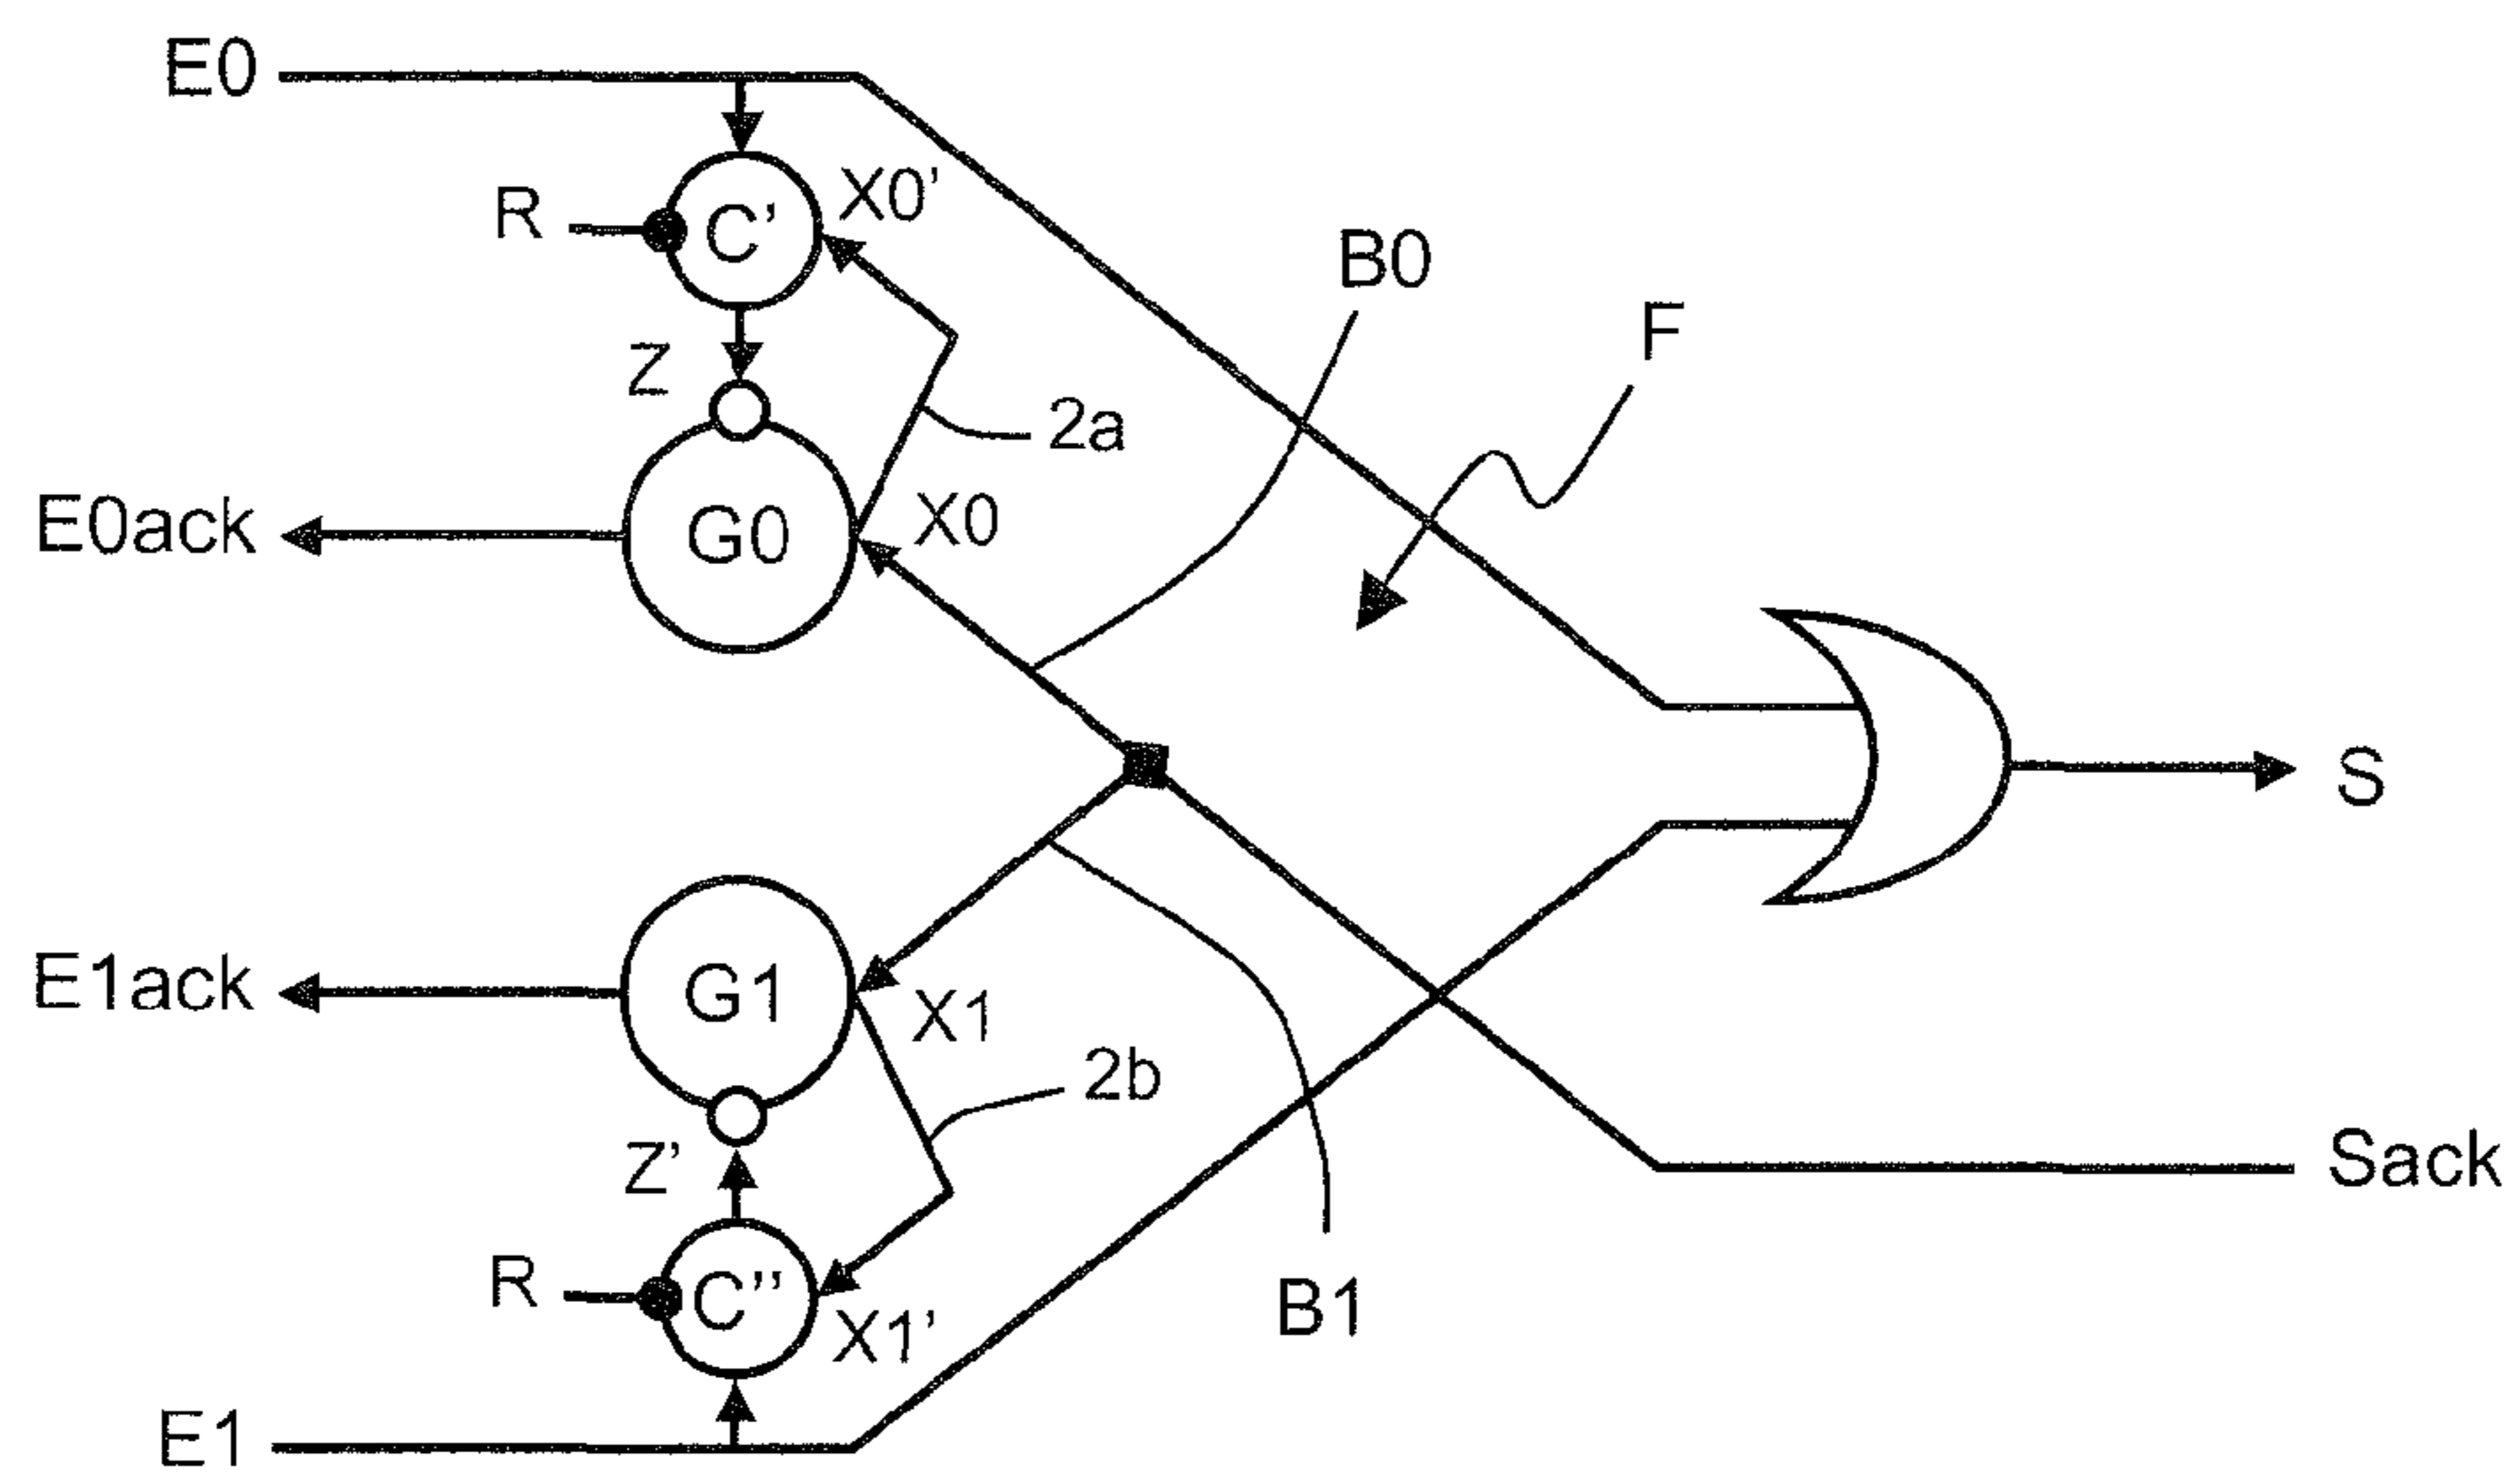 E0
X0'
R
C'
B0
F
Z
2a
E0ack
G0
X0
S
E1ack
G1
X1
2b
Z'
Sack
R
C''
X1'
B1
E1